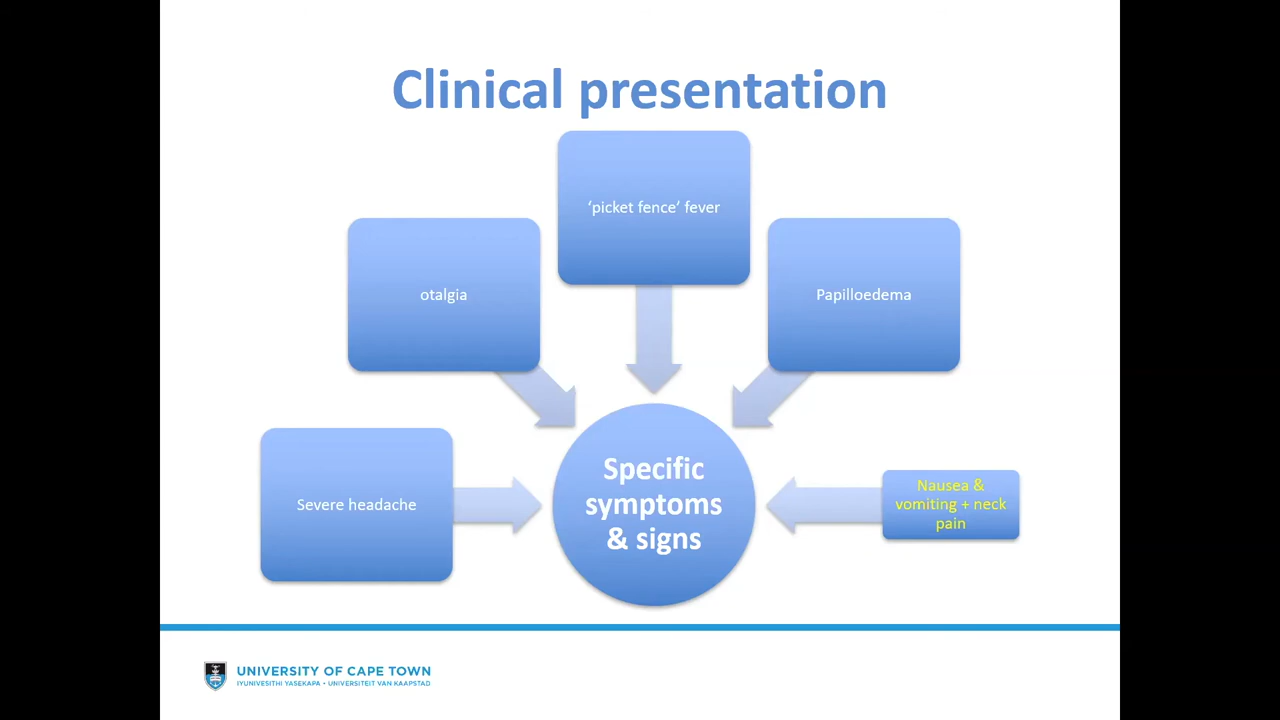 Clinical presentation
‘picket fence’ fever
otalgia
Papilloedema
Severe headache
Specific
symptoms
& signs
Nausea &
vomiting + neck
pain
UNIVERSITY OF CAPE TOWN
IYUNIVESITHI YASEKAPA • UNIVERSITEIT VAN KAAPSTAD